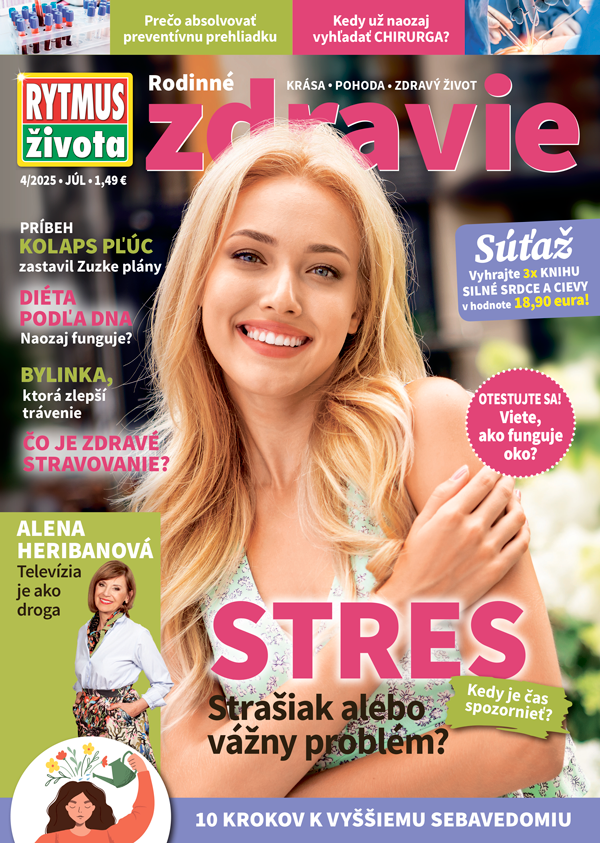 Prečo absolvovať
preventívnu prehliadku
Kedy už naozaj
vyhľadať CHIRURGA?
RYTMUS
života
Rodinné
KRÁSA • POHODA • ZDRAVÝ ŽIVOT
zdravie
4/2025 • JÚL • 1,49 €
PRÍBEH
KOLAPS PĽÚC
zastavil Zuzke plány
DIÉTA
PODĽA DNA
Naozaj funguje?
BYLINKA,
ktorá zlepší
trávenie
ČO JE ZDRAVÉ
STRAVOVANIE?
Súťaž
Vyhrajte 3x KNIHU
SILNÉ SRDCE A CIEVY
v hodnote 18,90 eura!
OTESTUJTE SA!
Viete,
ako funguje
oko?
ALENA
HERIBANOVÁ
Televízia
je ako
droga
STRES
Strašiak alebo
vážny problém?
Kedy je čas
spozornieť?
10 KROKOV K VYŠŠIEMU SEBAVEDOMIU